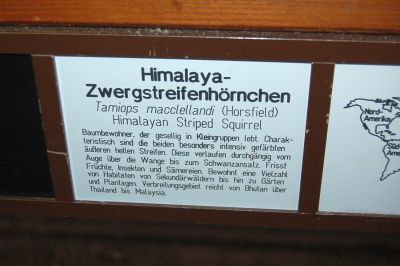 Himalaya-
Zwergstreifenhörnchen
Tamiops macclellandi (Horsfield)
Himalayan Striped Squirrel
Baumbewohner, der gesellig in Kleingruppen lebt. Charak-
teristisch sind die beiden besonders intensiv gefärbten
äußeren hellen Streifen. Diese verlaufen durchgängig vom
Auge über die Wange bis zum Schwanzansatz. Frisst
Früchte, Insekten und Sämereien. Bewohnt eine Vielzahl
von Habitaten von Sekundärwäldern bis hin zu Gärten
und Plantagen. Verbreitungsgebiet reicht von Bhutan über
Thailand bis Malaysia.
Nord-
Amerika
Süd-